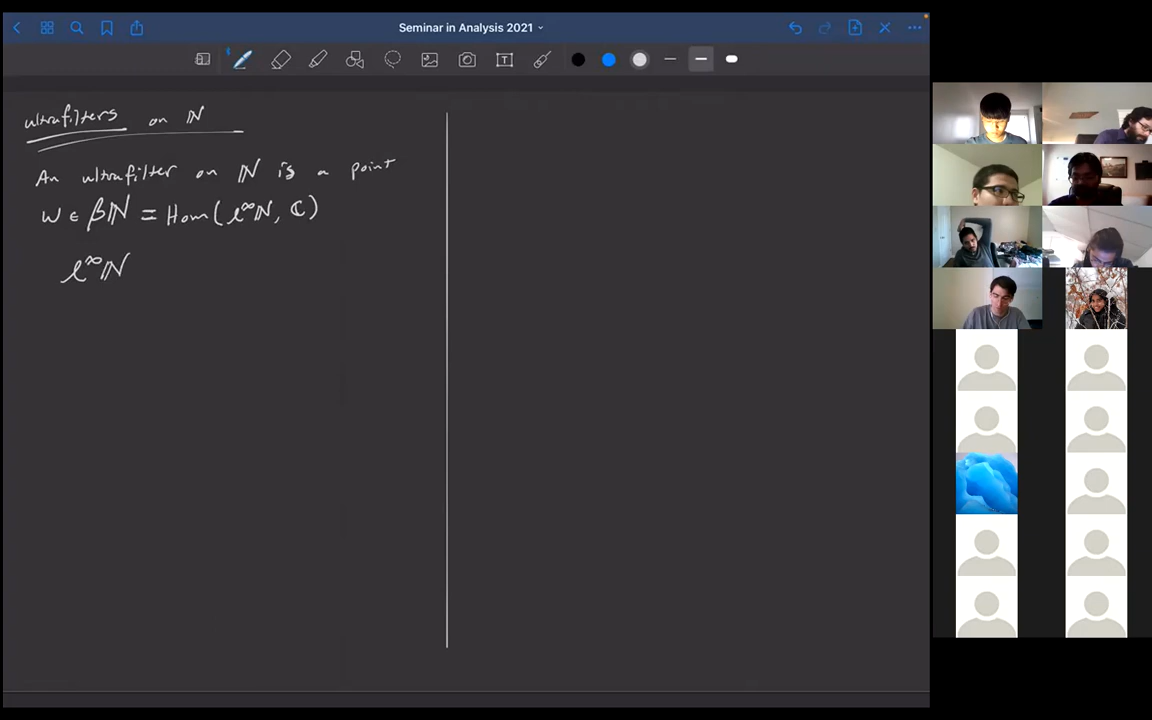 Seminar in Analysis 2021
T
ultrafilters on ℕ
An ultrafilter on ℕ is a point
ω ∈ βℕ = Hom(ℓ^∞ℕ, ℂ)
ℓ^∞ℕ